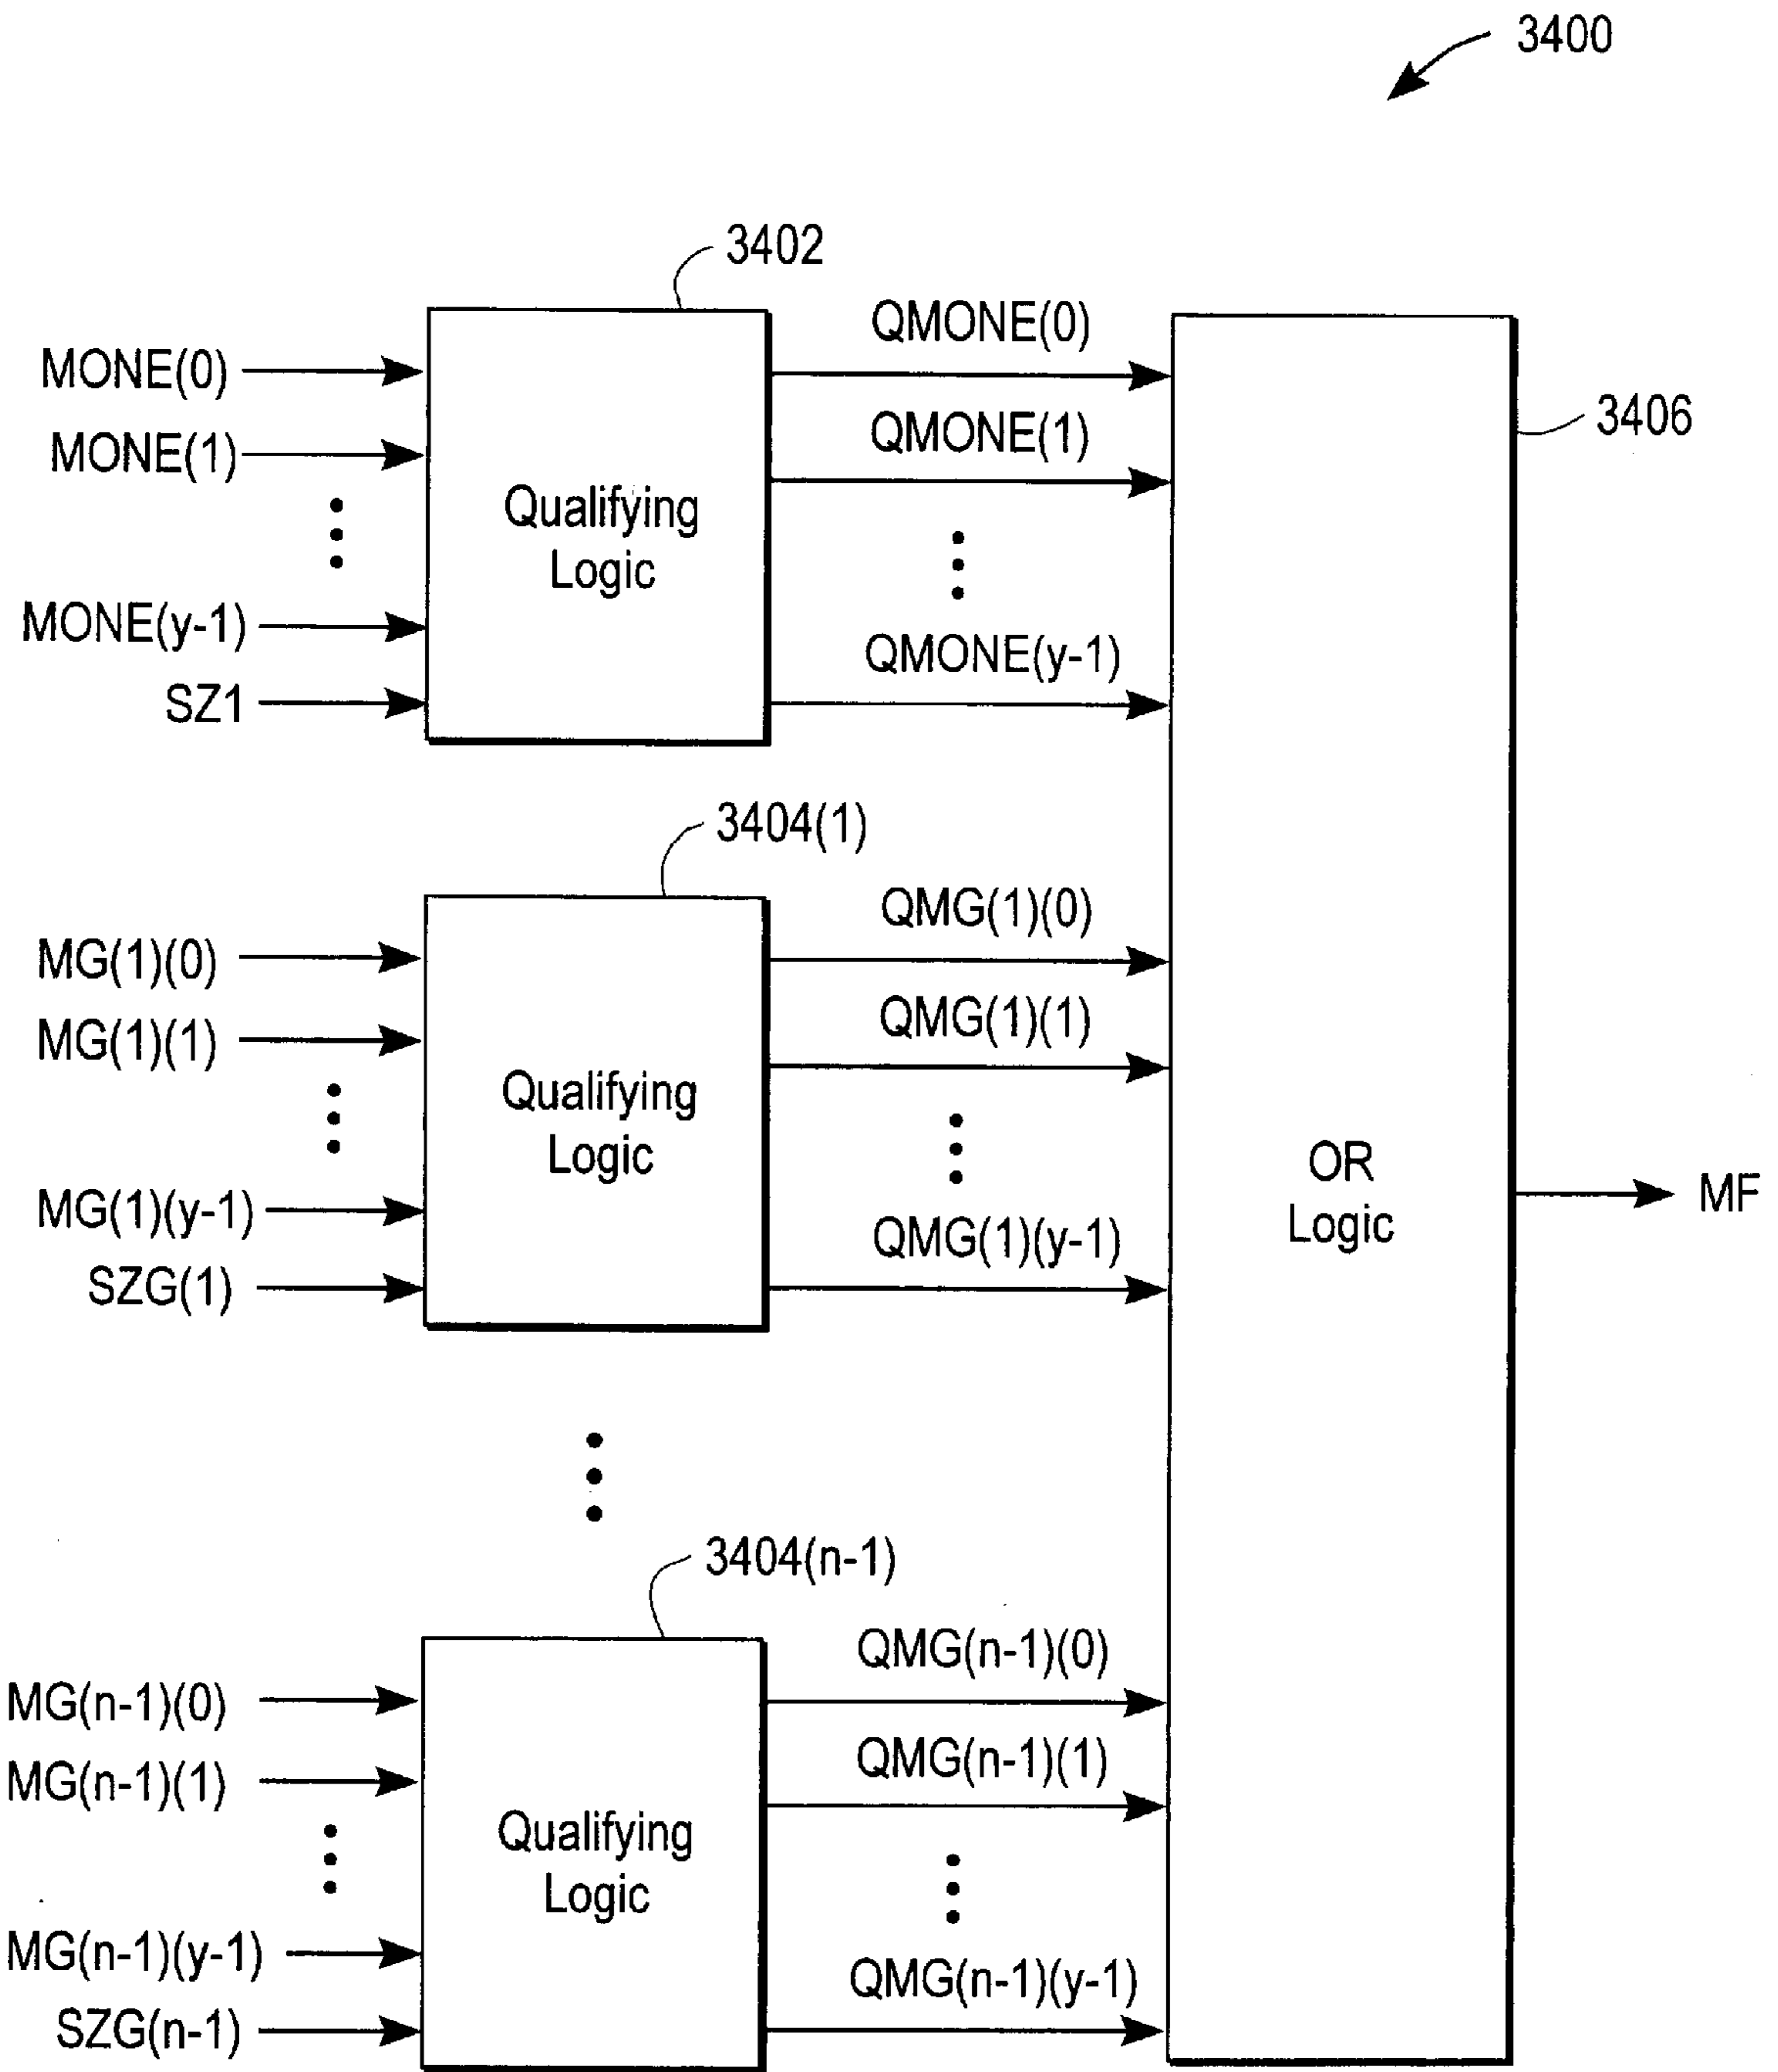 3400
3402
QMONE(0)
MONE(0)
QMONE(1)
3406
MONE(1)
Qualifying
Logic
MONE(y-1)
QMONE(y-1)
SZ1
3404(1)
QMG(1)(0)
MG(1)(0)
QMG(1)(1)
MG(1)(1)
Qualifying
Logic
OR
Logic
MF
MG(1)(y-1)
QMG(1)(y-1)
SZG(1)
3404(n-1)
QMG(n-1)(0)
MG(n-1)(0)
QMG(n-1)(1)
MG(n-1)(1)
Qualifying
Logic
MG(n-1)(y-1)
QMG(n-1)(y-1)
SZG(n-1)